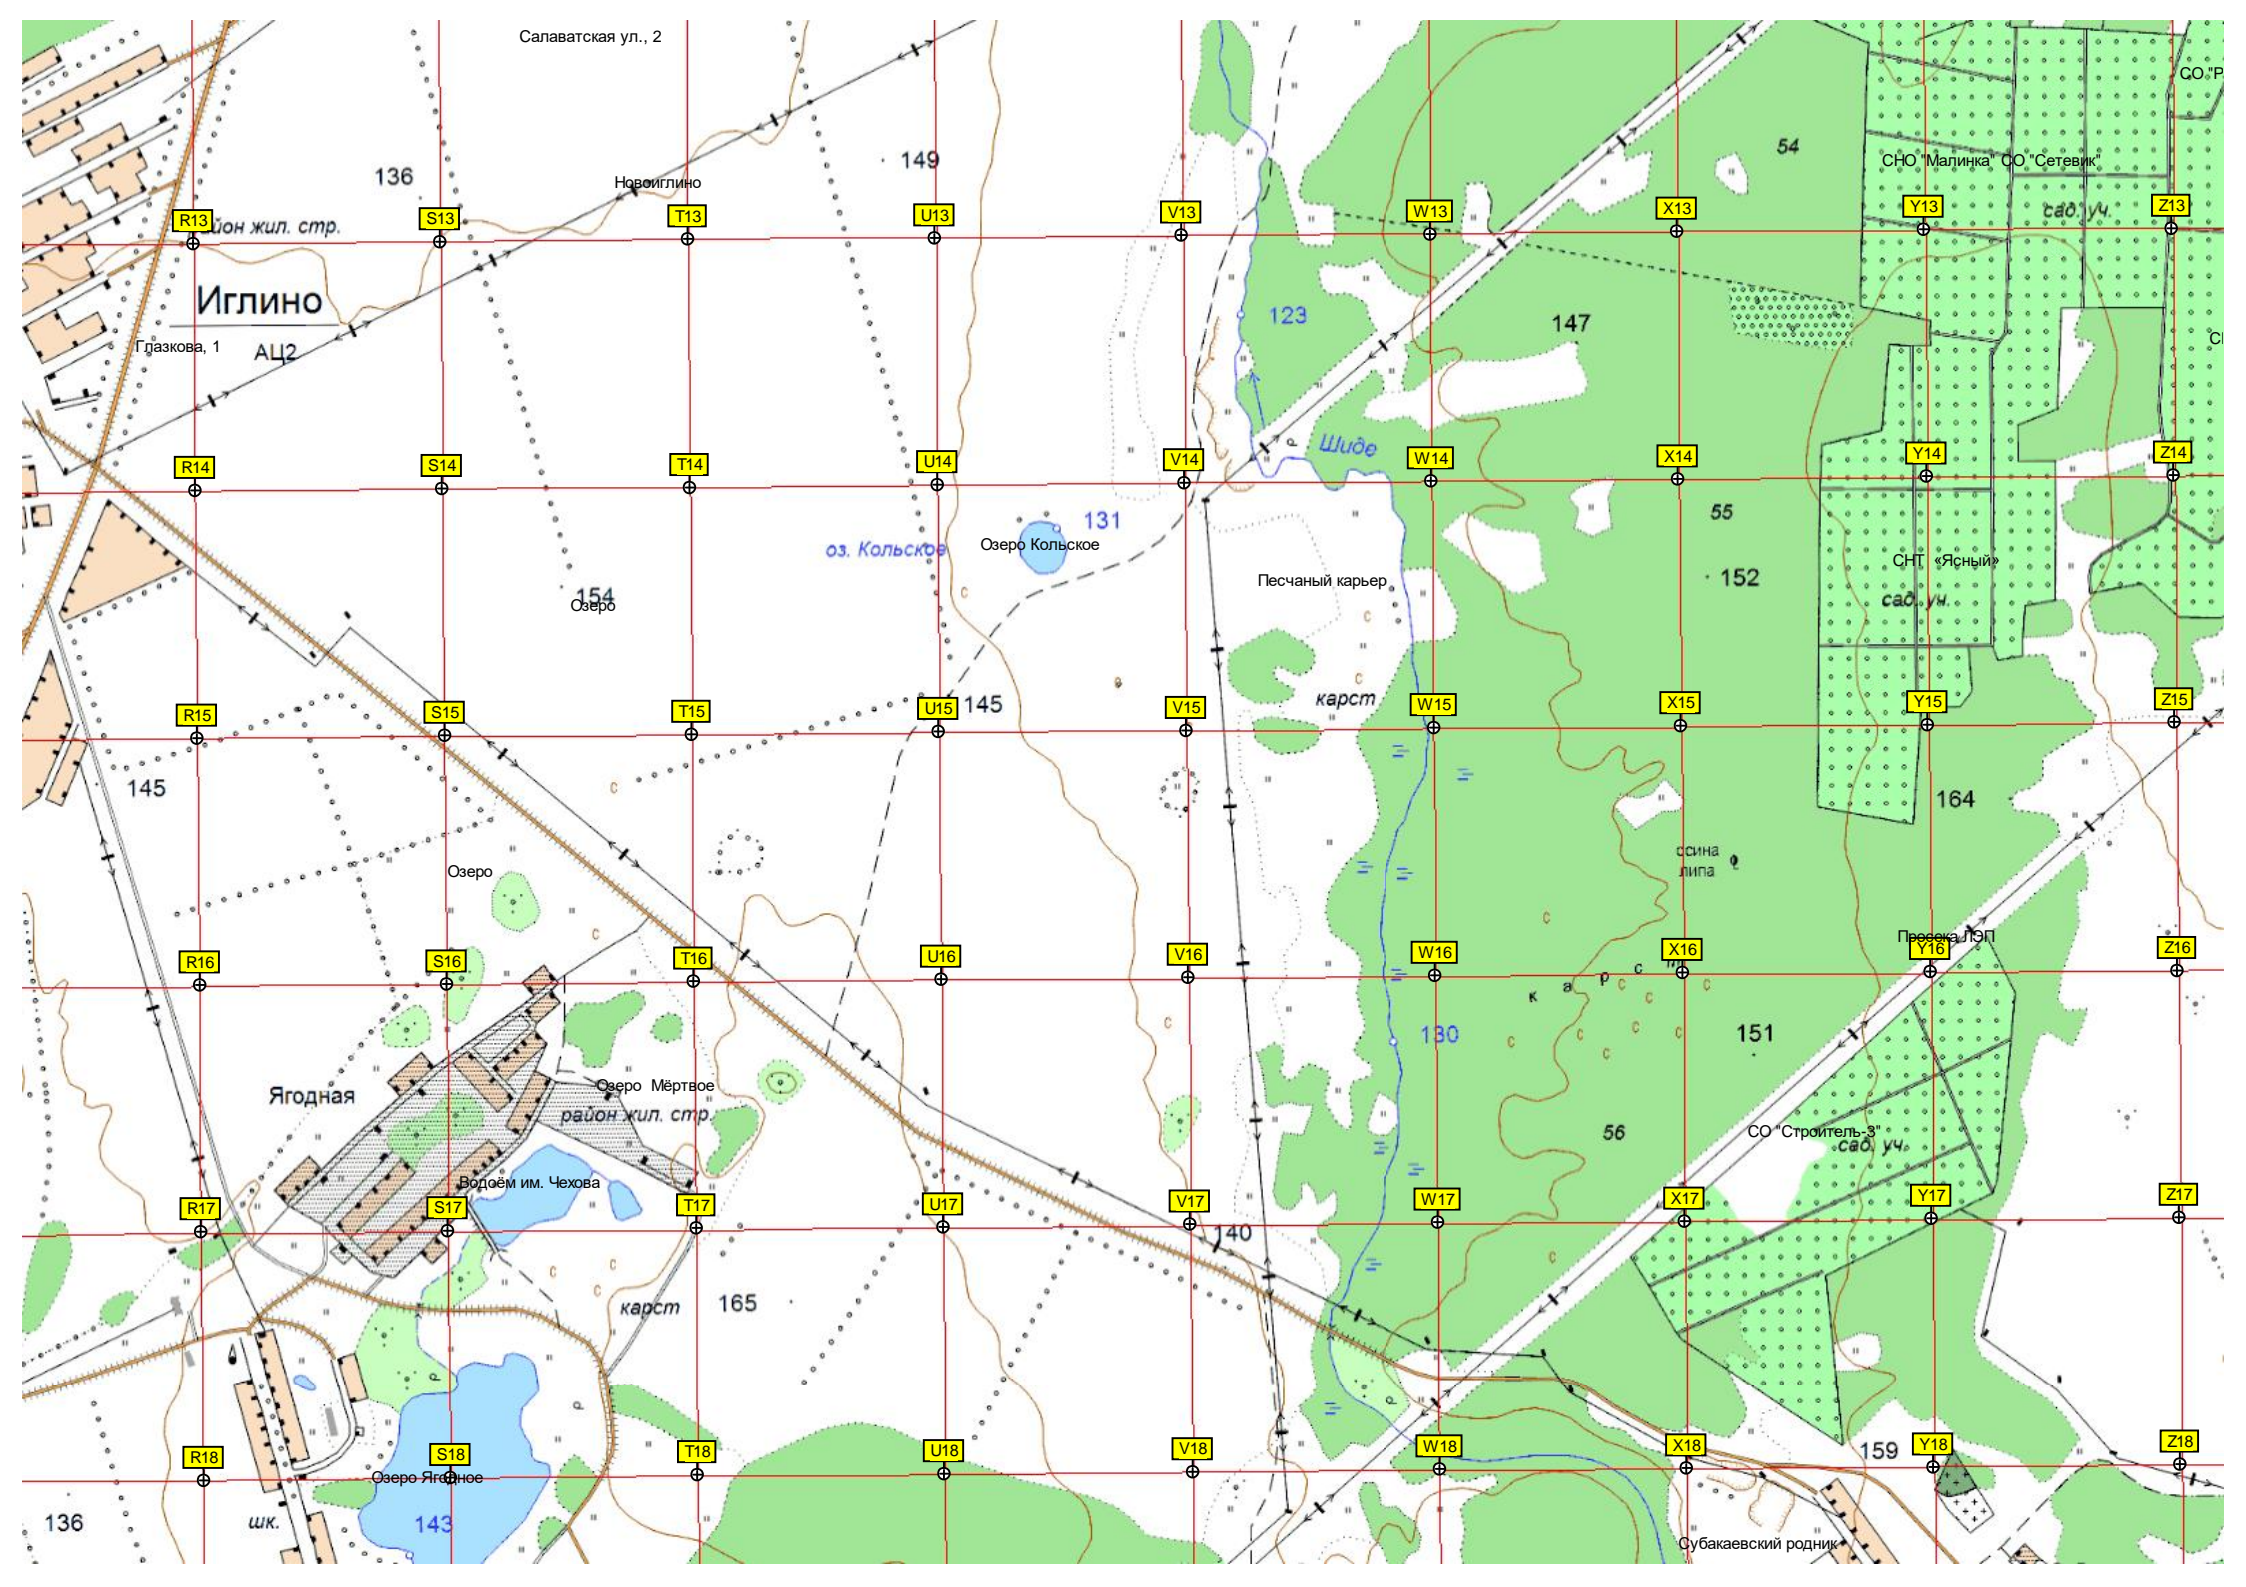 Салаватская ул., 2
СО "Р
54
149
СНО "Малинка" СО "Сетевик"
136
Новоиглино
R13 S13 T13 U13 V13 W13 X13 Y13 Z13
йон жил. стр.
сад. уч.
Иглино
123
147
Глазкова, 1
АЦ2
С
Шиде
R14 S14 T14 U14 V14 W14 X14 Y14 Z14
131
55
оз. Кольское
Озеро Кольское
СНТ «Ясный»
Песчаный карьер
152
154
Озеро
сад. уч.
с
с
с
с
карст
145
R15 S15 T15 U15 V15 W15 X15 Y15 Z15
145
с
164
осина
липа
Озеро
с
с
Просека ЛЭП
R16 S16 T16 U16 V16 W16 X16 Y16 Z16
к а р с т
с с с
с
130
151
с с с с с
Ягодная
Озеро Мёртвое
район жил. стр.
56
СО "Строитель-3"
сад. уч.
Водоём им. Чехова
R17 S17 T17 U17 V17 W17 X17 Y17 Z17
140
с
с с
с
карст
165
R18 S18 T18 U18 V18 W18 X18 Y18 Z18
159
Озеро Ягодное
136
шк.
143
Субакаевский родник